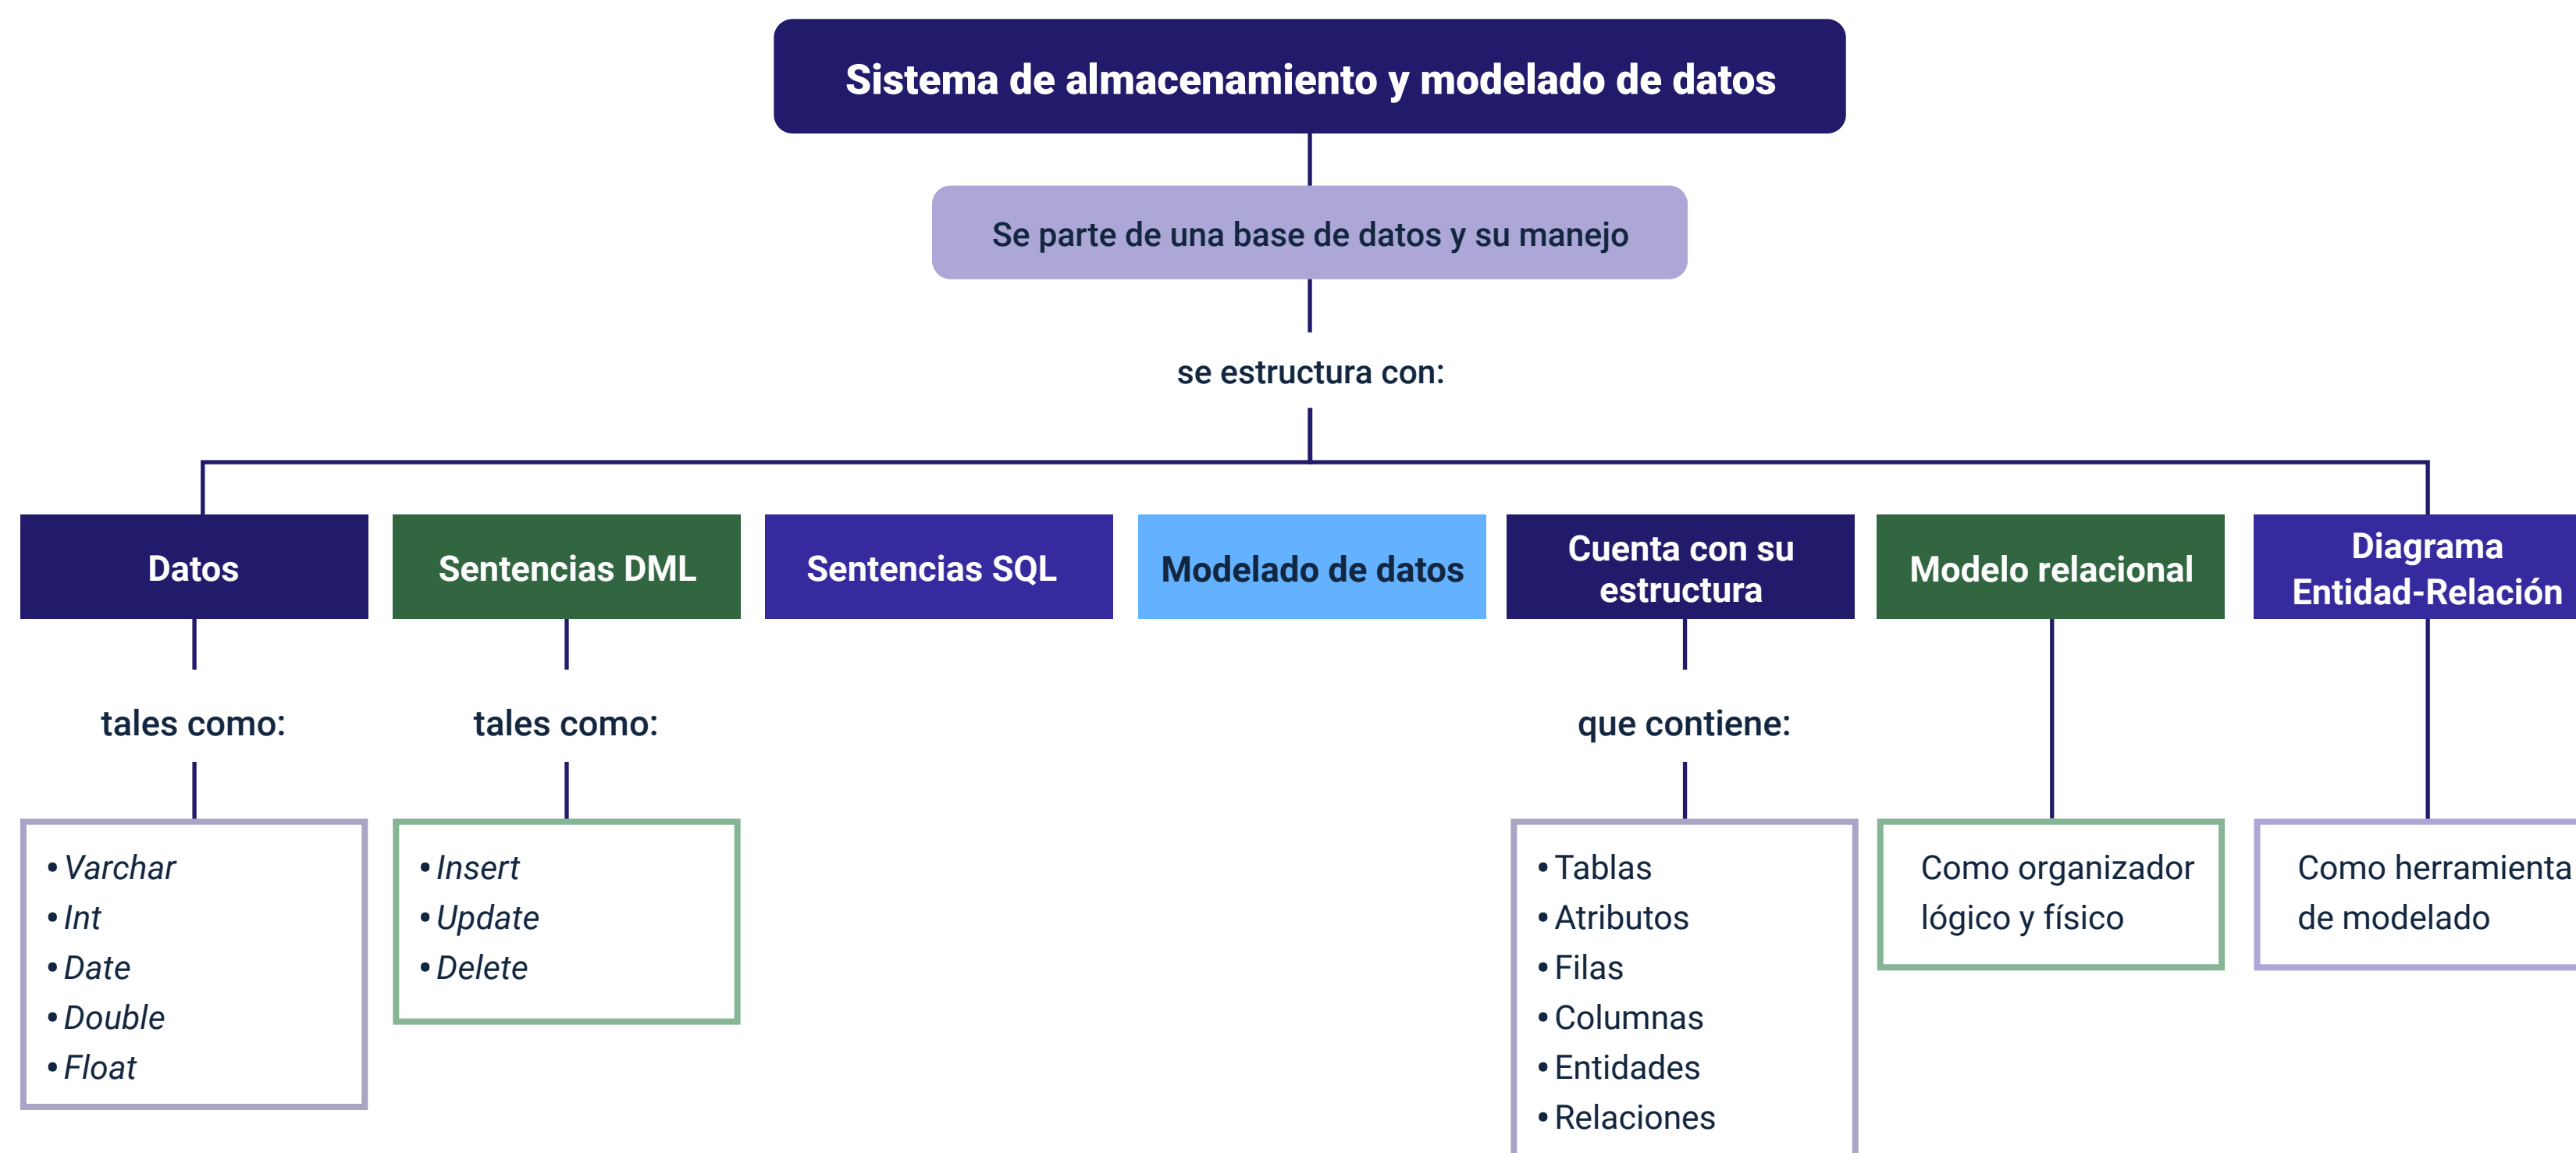 Sistema de almacenamiento y modelado de datos
Se parte de una base de datos y su manejo
se estructura con:
Datos
tales como:
• Varchar
• Int
• Date
• Double
• Float
Sentencias DML
tales como:
• Insert
• Update
• Delete
Sentencias SQL
Modelado de datos
Cuenta con su
estructura
que contiene:
• Tablas
• Atributos
• Filas
• Columnas
• Entidades
• Relaciones
Modelo relacional
Como organizador
lógico y físico
Diagrama
Entidad-Relación
Como herramienta
de modelado